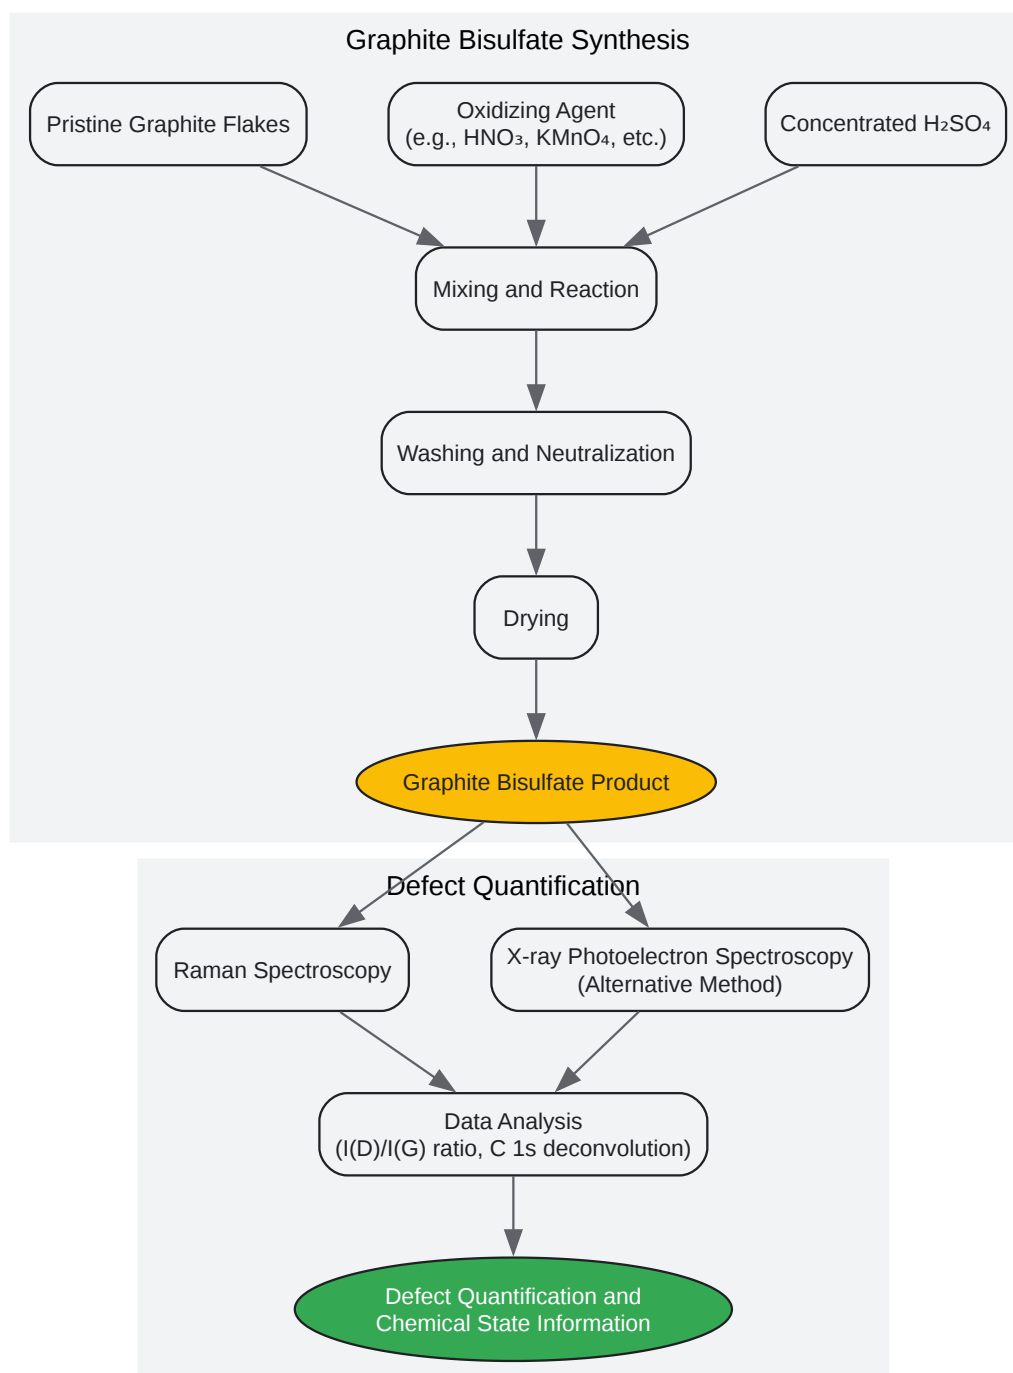 Graphite Bisulfate Synthesis
Pristine Graphite Flakes
Oxidizing Agent
(e.g., HNO₃, KMnO₄, etc.)
Concentrated H₂SO₄
Mixing and Reaction
Washing and Neutralization
Drying
Graphite Bisulfate Product
Defect Quantification
Raman Spectroscopy
X-ray Photoelectron Spectroscopy
(Alternative Method)
Data Analysis
(I(D)/I(G) ratio, C 1s deconvolution)
Defect Quantification and
Chemical State Information